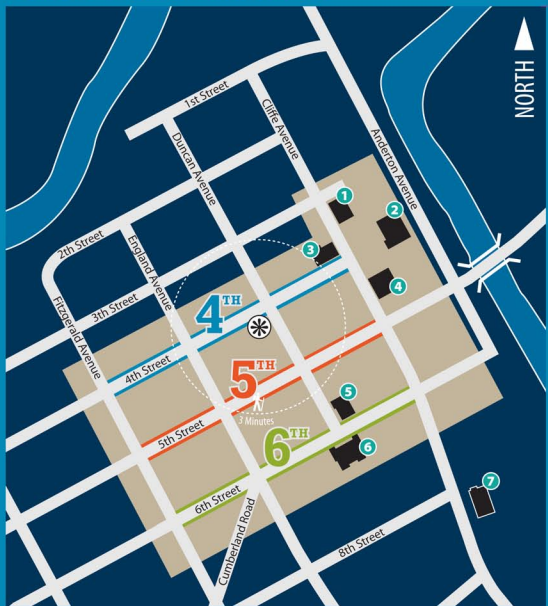 NORTH
1st Street
Cliffe Avenue
Duncan Avenue
Anderton Avenue
1
2
2th Street
England Avenue
3
3th Street
4
Fitzgerald Avenue
4TH
4th Street
5TH
N
3 Minutes
5
5th Street
6TH
6
6th Street
7
Cumberland Road
8th Street